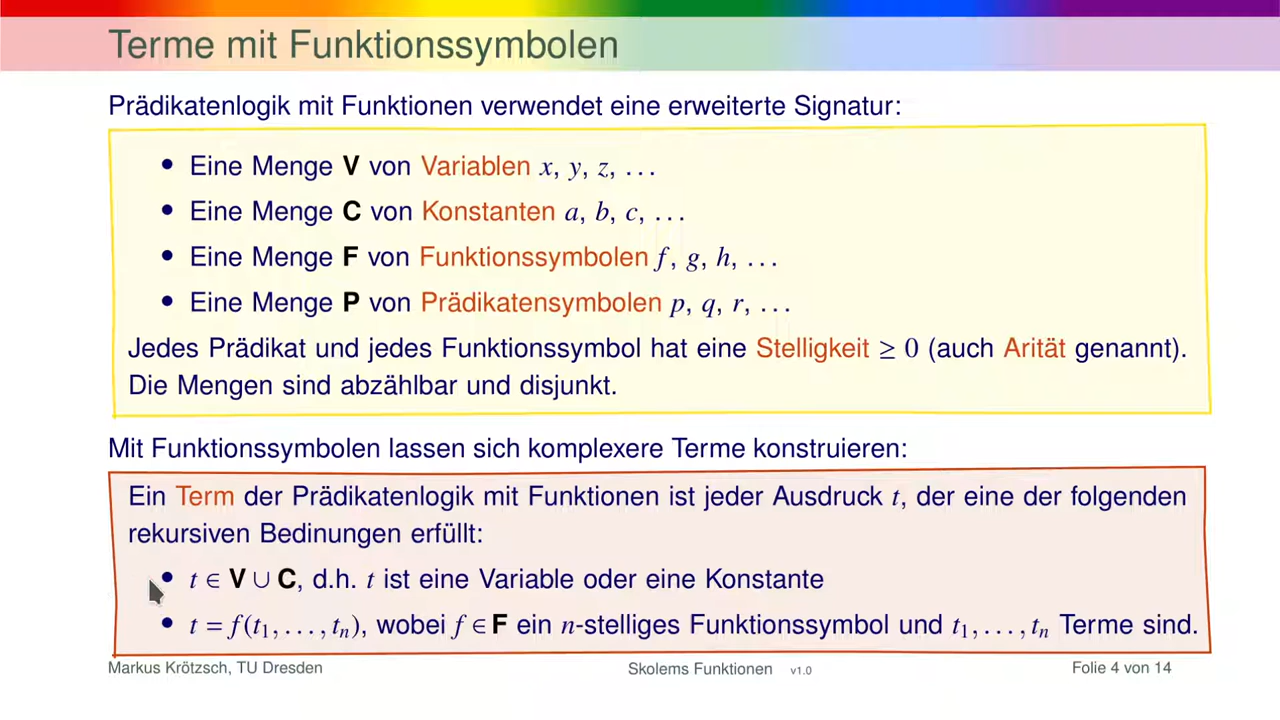 Terme mit Funktionssymbolen
Prädikatenlogik mit Funktionen verwendet eine erweiterte Signatur:
• Eine Menge V von Variablen x, y, z, ...
• Eine Menge C von Konstanten a, b, c, ...
• Eine Menge F von Funktionssymbolen f, g, h, ...
• Eine Menge P von Prädikatensymbolen p, q, r, ...
Jedes Prädikat und jedes Funktionssymbol hat eine Stelligkeit ≥ 0 (auch Arität genannt).
Die Mengen sind abzählbar und disjunkt.
Mit Funktionssymbolen lassen sich komplexere Terme konstruieren:
Ein Term der Prädikatenlogik mit Funktionen ist jeder Ausdruck t, der eine der folgenden
rekursiven Bedinungen erfüllt:
• t ∈ V ∪ C, d.h. t ist eine Variable oder eine Konstante
• t = f(t₁, ..., tₙ), wobei f ∈ F ein n-stelliges Funktionssymbol und t₁, ..., tₙ Terme sind.
Markus Krötzsch, TU Dresden Skolems Funktionen v1.0 Folie 4 von 14